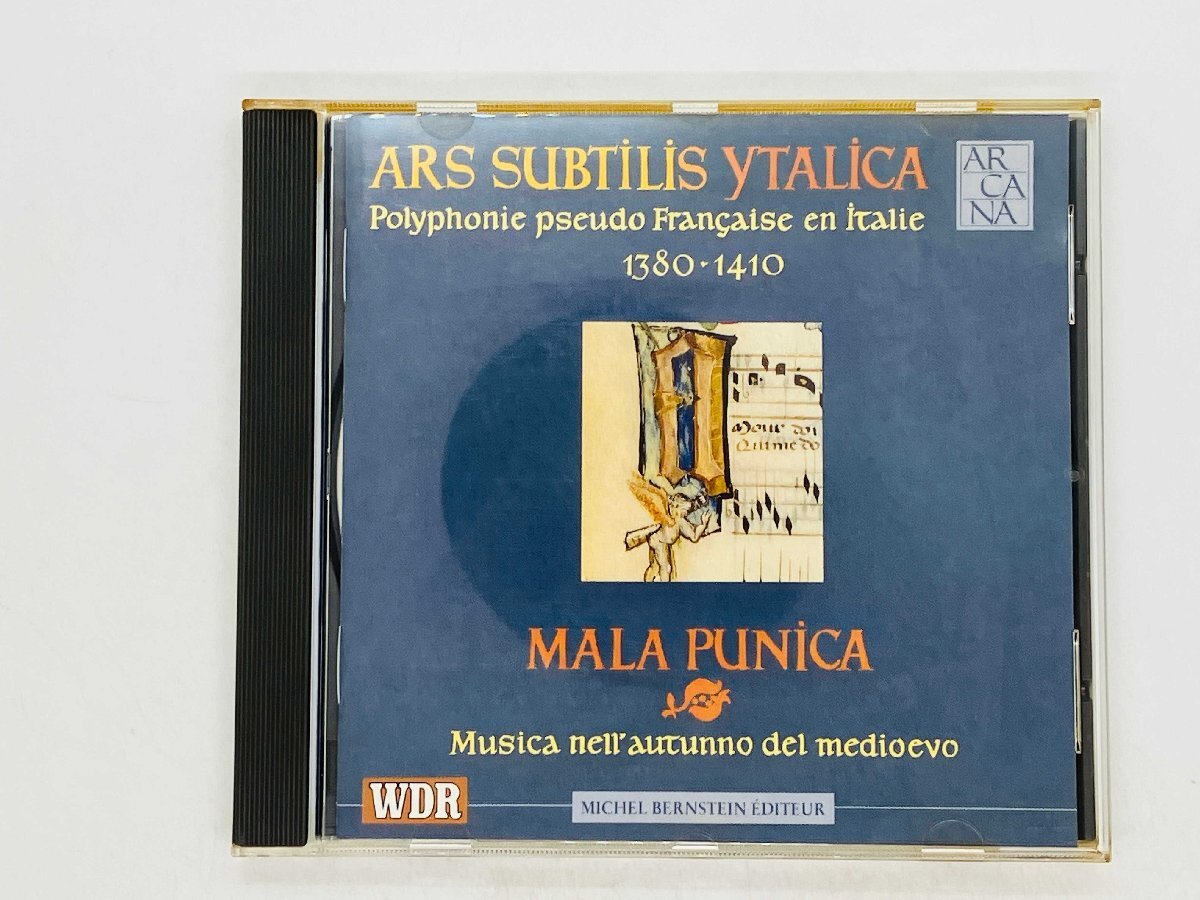 ARS SUBTILIS YTALICA
Polyphonie pseudo Française en Italie
1380·1410
AR
CA
NA
MALA PUNICA
Musica nell'autunno del medioevo
WDR
MICHEL BERNSTEIN ÉDITEUR